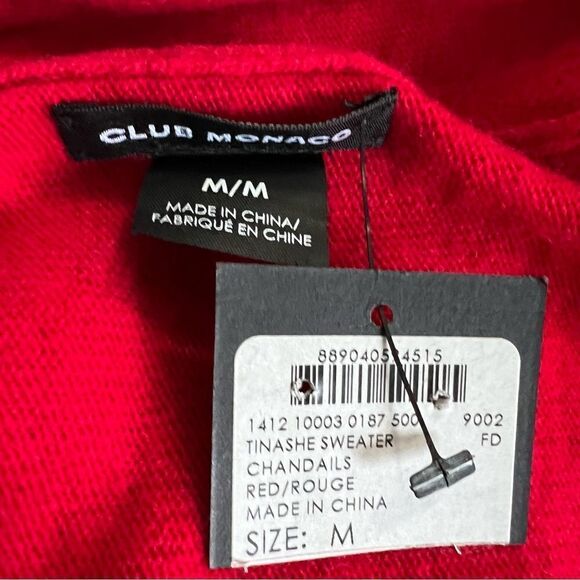 CLUB MONACO
M/M
MADE IN CHINA/
FABRIQUÉ EN CHINE
1412 10003 0187 9002
TINASHE SWEATER FD
CHANDAILS
RED/ROUGE
MADE IN CHINA
SIZE: M